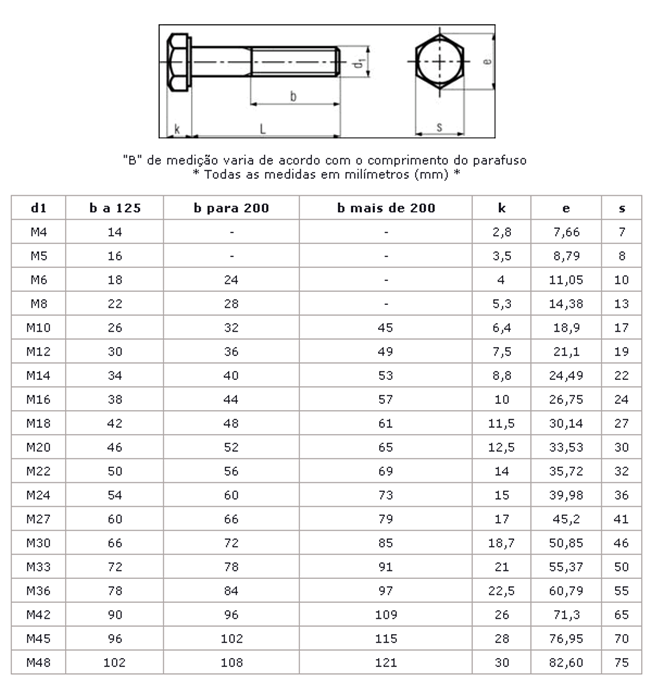 d1
e
b
k
L
s
"B" de medição varia de acordo com o comprimento do parafuso
* Todas as medidas em milímetros (mm) *
d1 b a 125 b para 200 b mais de 200 k e s
M4 14 - - 2,8 7,66 7
M5 16 - - 3,5 8,79 8
M6 18 24 - 4 11,05 10
M8 22 28 - 5,3 14,38 13
M10 26 32 45 6,4 18,9 17
M12 30 36 49 7,5 21,1 19
M14 34 40 53 8,8 24,49 22
M16 38 44 57 10 26,75 24
M18 42 48 61 11,5 30,14 27
M20 46 52 65 12,5 33,53 30
M22 50 56 69 14 35,72 32
M24 54 60 73 15 39,98 36
M27 60 66 79 17 45,2 41
M30 66 72 85 18,7 50,85 46
M33 72 78 91 21 55,37 50
M36 78 84 97 22,5 60,79 55
M42 90 96 109 26 71,3 65
M45 96 102 115 28 76,95 70
M48 102 108 121 30 82,60 75